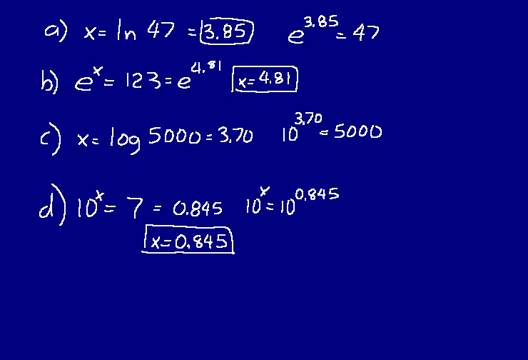 a) x = ln 47 = 3.85 e^3.85 = 47
b) e^x = 123 = e^4.81 x = 4.81
c) x = log 5000 = 3.70 10^3.70 = 5000
d) 10^x = 7 = 0.845 10^x = 10^0.845
x = 0.845